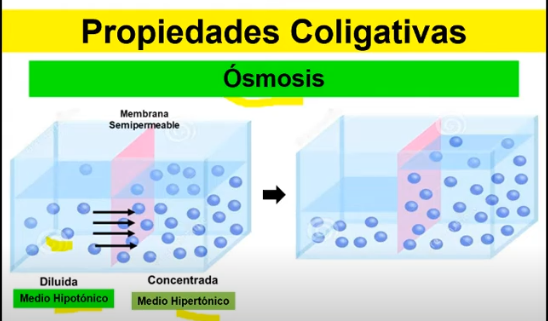 Propiedades Coligativas
Ósmosis
Membrana
Semipermeable
Diluida
Concentrada
Medio Hipotónico
Medio Hipertónico